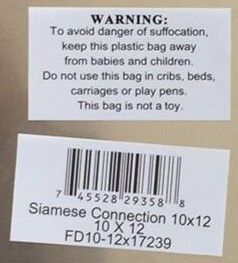 WARNING:
To avoid danger of suffocation,
keep this plastic bag away
from babies and children.
Do not use this bag in cribs, beds,
carriages or play pens.
This bag is not a toy.
7 45528 29358 8
Siamese Connection 10x12
10 X 12
FD10-12x17239